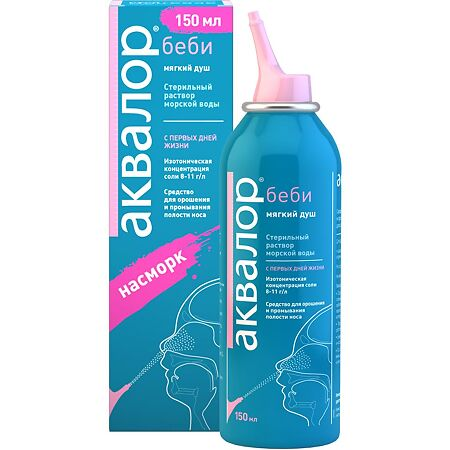 150 мл
аквалор®
беби
мягкий душ
Стерильный
раствор
морской воды
С ПЕРВЫХ ДНЕЙ
ЖИЗНИ
Изотоническая
концентрация
соли 8-11 г/л
Средство
для орошения
и промывания
полости носа
насморк
аквалор®
беби
мягкий душ
Стерильный
раствор
морской воды
С ПЕРВЫХ ДНЕЙ ЖИЗНИ
Изотоническая
концентрация соли
8-11 г/л
Средство для орошения
и промывания
полости носа
150 мл